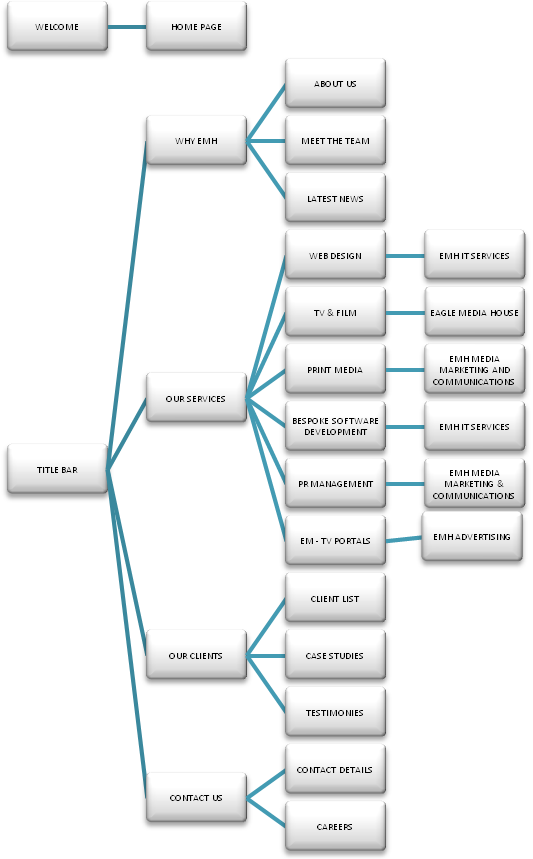 WELCOME
HOME PAGE
ABOUT US
WHY EMH
MEET THE TEAM
LATEST NEWS
WEB DESIGN
EMH IT SERVICES
TV & FILM
EAGLE MEDIA HOUSE
PRINT MEDIA
EMH MEDIA
MARKETING AND
COMMUNICATIONS
OUR SERVICES
BESPOKE SOFTWARE
DEVELOPMENT
EMH IT SERVICES
TITLE BAR
PR MANAGEMENT
EMH MEDIA
MARKETING &
COMMUNICATIONS
EM - TV PORTALS
EMH ADVERTISING
CLIENT LIST
OUR CLIENTS
CASE STUDIES
TESTIMONIES
CONTACT DETAILS
CONTACT US
CAREERS